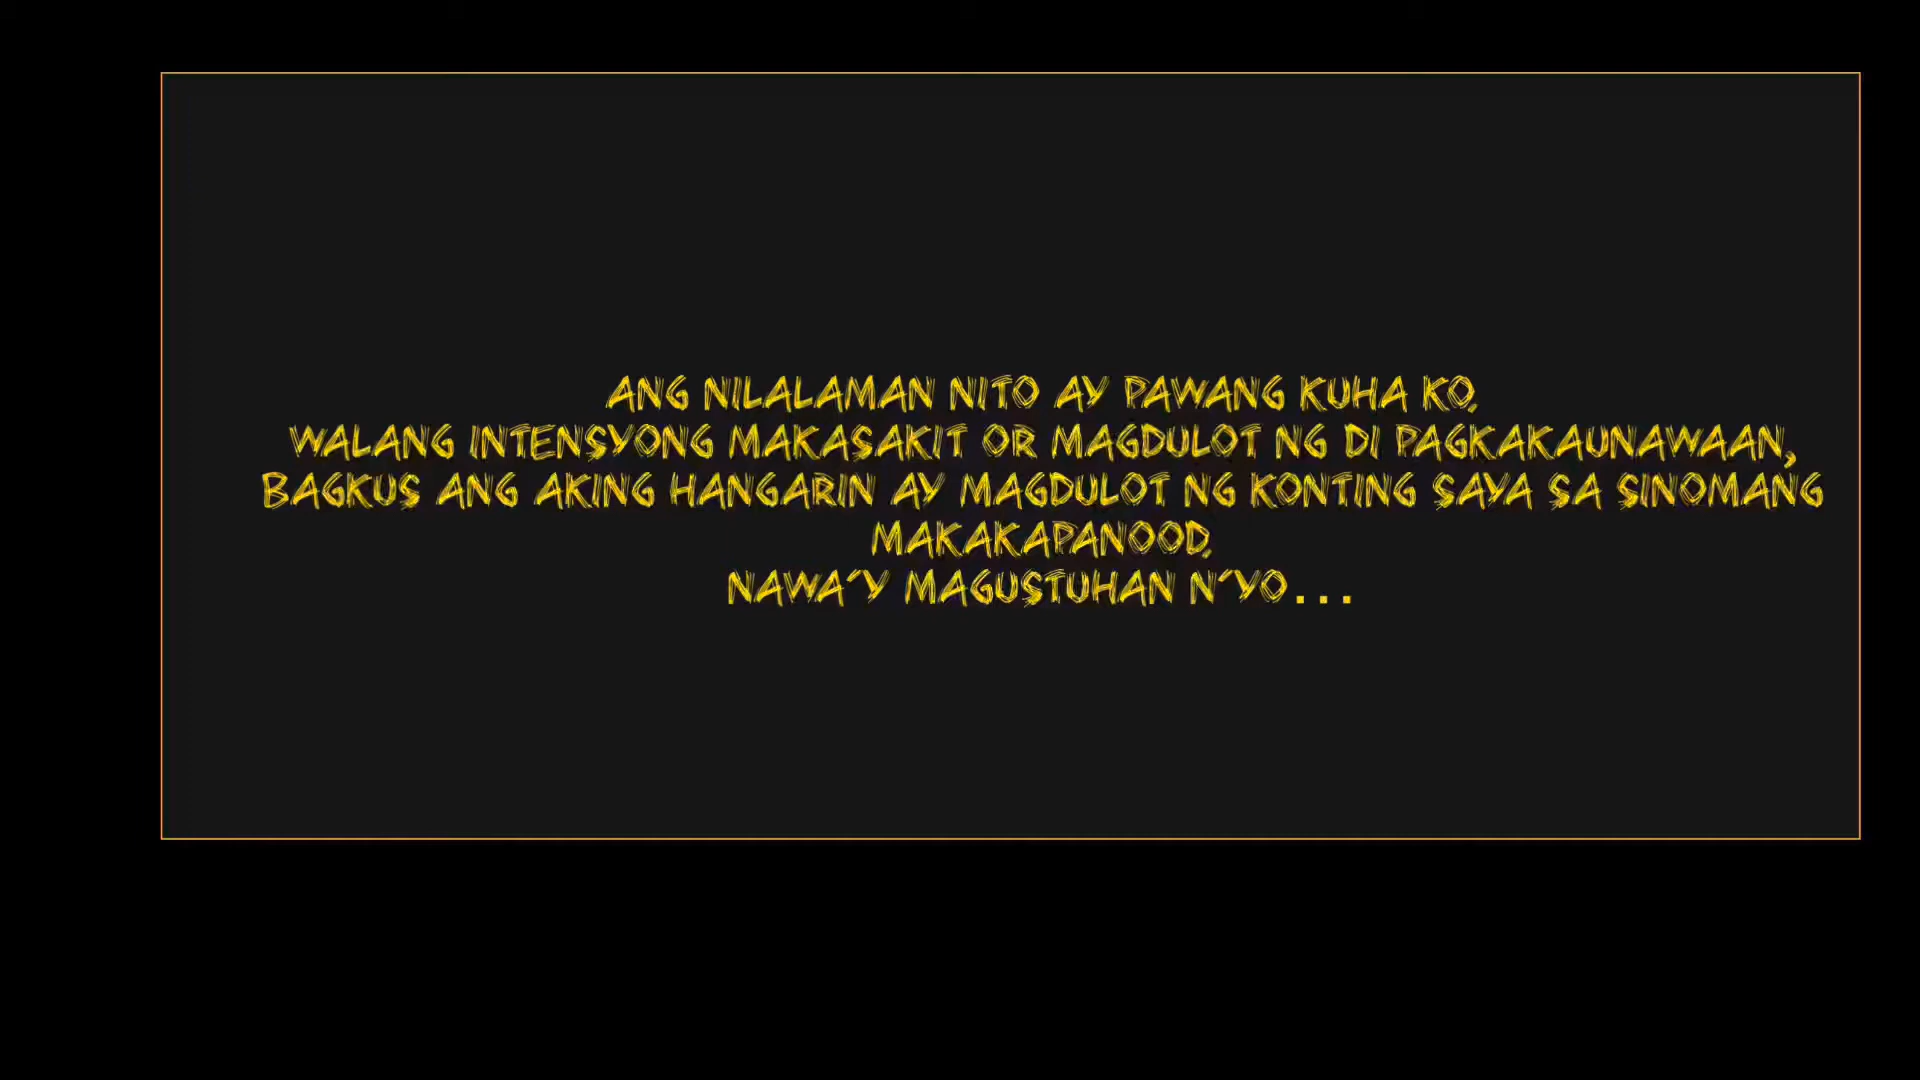 ANG NILALAMAN NITO AY PAWANG KUHA KO,
WALANG INTENSYONG MAKASAKIT OR MAGDULOT NG DI PAGKAKAUNAWAAN,
BAGKUS ANG AKING HANGARIN AY MAGDULOT NG KONTING SAYA SA SINOMANG
MAKAKAPANOOD,
NAWA'Y MAGUSTUHAN N'YO...